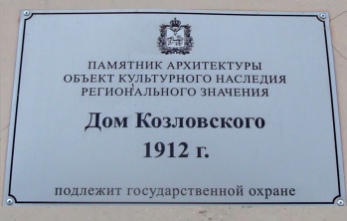 ПАМЯТНИК АРХИТЕКТУРЫ
ОБЪЕКТ КУЛЬТУРНОГО НАСЛЕДИЯ
РЕГИОНАЛЬНОГО ЗНАЧЕНИЯ
Дом Козловского
1912 г.
подлежит государственной охране